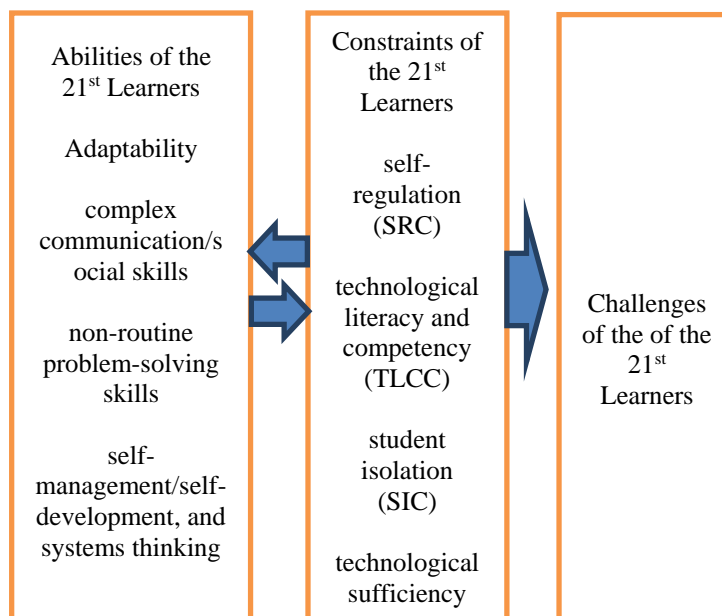 Abilities of the
21st Learners
Adaptability
complex
communication/s
ocial skills
non-routine
problem-solving
skills
self-
management/self-
development, and
systems thinking
Constraints of
the 21st
Learners
self-
regulation
(SRC)
technological
literacy and
competency
(TLCC)
student
isolation
(SIC)
technological
sufficiency
Challenges
of the of the
21st
Learners